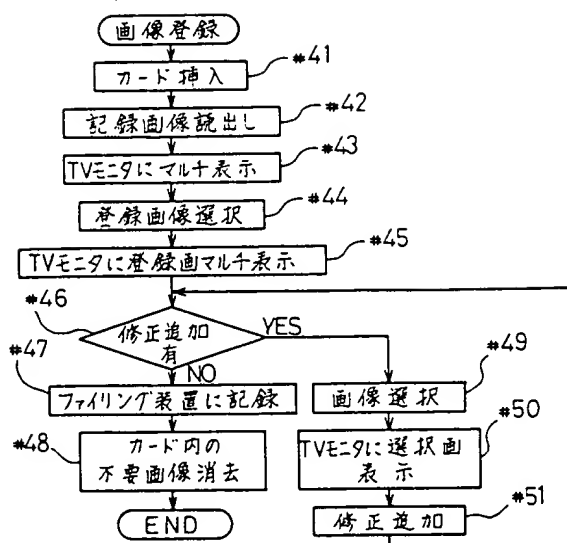 画像登録
カード挿入
#41
記録画像読出し
#42
TVモニタにマルチ表示
#43
登録画像選択
#44
TVモニタに登録画マルチ表示
#45
#46
修正追加
有
YES
NO
#47
ファイリング装置に記録
#48
カード内の
不要画像消去
END
#49
画像選択
#50
TVモニタに選択画
表示
#51
修正追加